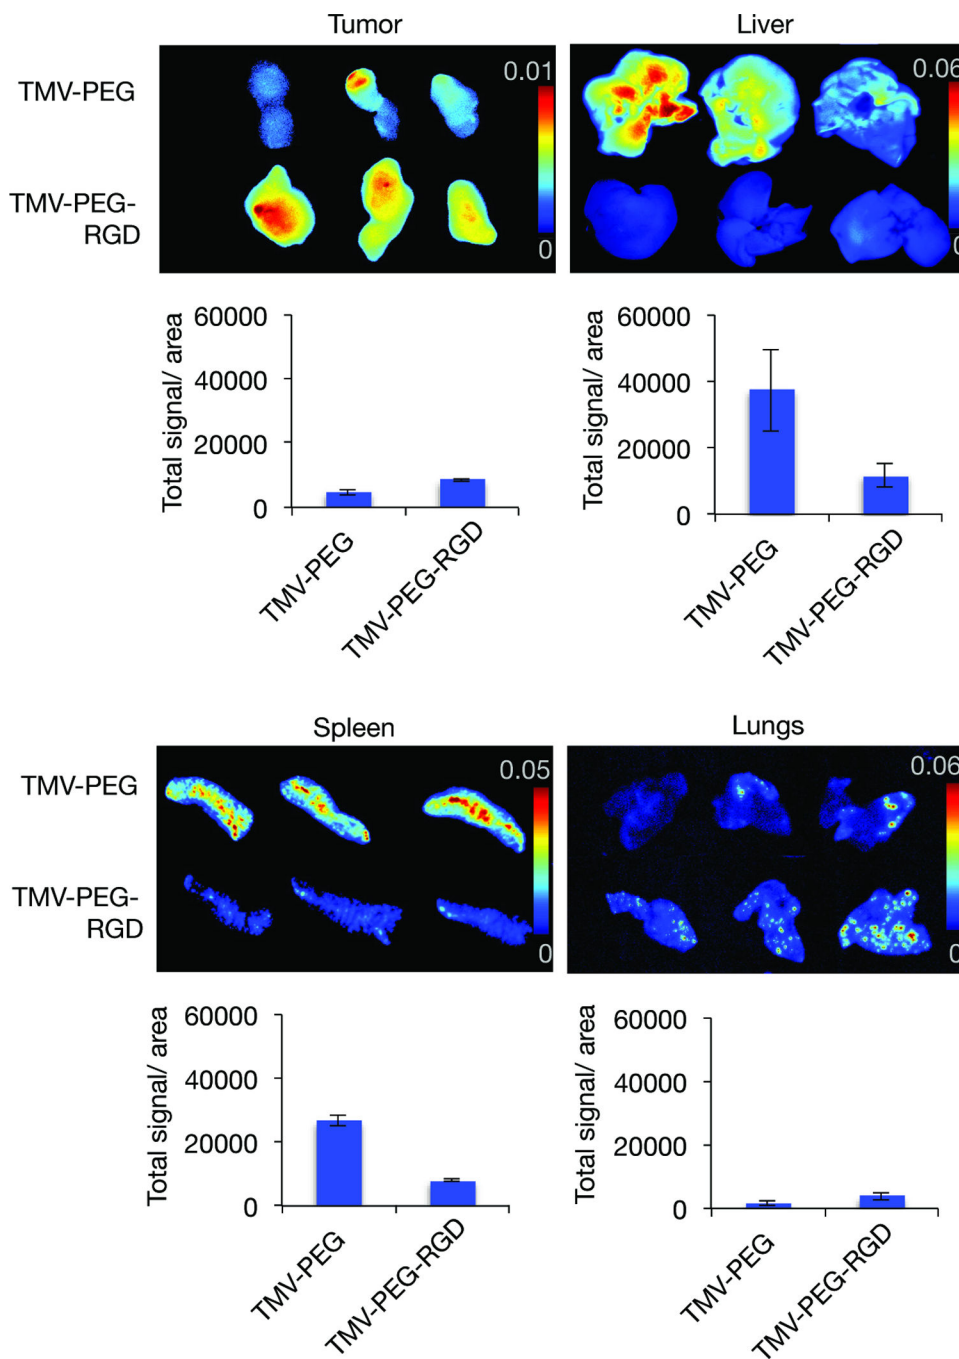 Tumor
Liver
TMV-PEG
0.01
0.06
TMV-PEG-
RGD
0
0
Total signal/ area
60000
40000
20000
0
TMV-PEG
TMV-PEG-RGD
Total signal/ area
60000
40000
20000
0
TMV-PEG
TMV-PEG-RGD
Spleen
Lungs
TMV-PEG
0.05
0.06
TMV-PEG-
RGD
0
0
Total signal/ area
60000
40000
20000
0
TMV-PEG
TMV-PEG-RGD
Total signal/ area
60000
40000
20000
0
TMV-PEG
TMV-PEG-RGD